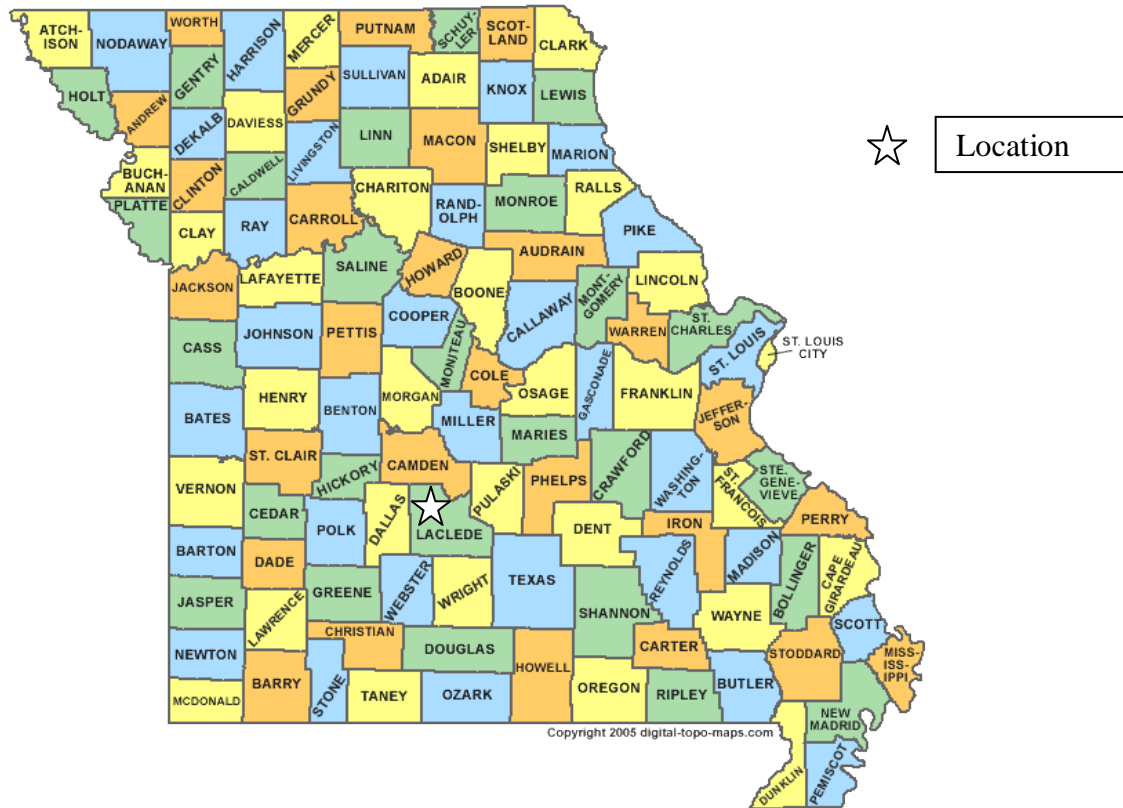 ATCH-
ISON
NODAWAY
WORTH
HARRISON
MERCER
PUTNAM
SCHUY-
LER
SCOT-
LAND
CLARK
HOLT
GENTRY
GRUNDY
SULLIVAN
ADAIR
KNOX
LEWIS
ANDREW
DEKALB
DAVIESS
LIVINGSTON
LINN
MACON
SHELBY
MARION
Location
BUCH-
ANAN
CLINTON
CALDWELL
CHARITON
RAND-
OLPH
MONROE
RALLS
PLATTE
CLAY
RAY
CARROLL
AUDRAIN
PIKE
JACKSON
LAFAYETTE
SALINE
HOWARD
BOONE
CALLAWAY
MONT-
GOMERY
LINCOLN
CASS
JOHNSON
PETTIS
COOPER
MONITEAU
COLE
WARREN
ST.
CHARLES
ST. LOUIS
ST. LOUIS
CITY
BATES
HENRY
BENTON
MORGAN
MILLER
OSAGE
GASCONADE
FRANKLIN
JEFFER-
SON
ST. CLAIR
HICKORY
CAMDEN
MARIES
PULASKI
PHELPS
CRAWFORD
WASHING-
TON
ST.
FRANCOIS
STE.
GENE-
VIEVE
VERNON
CEDAR
POLK
DALLAS
LACLEDE
DENT
IRON
PERRY
BARTON
DADE
GREENE
WEBSTER
WRIGHT
TEXAS
REYNOLDS
MADISON
BOLLINGER
CAPE
GIRARDEAU
JASPER
LAWRENCE
SHANNON
WAYNE
SCOTT
NEWTON
CHRISTIAN
DOUGLAS
HOWELL
CARTER
STODDARD
MISS-
ISS-
IPPI
MCDONALD
BARRY
STONE
TANEY
OZARK
OREGON
RIPLEY
BUTLER
NEW
MADRID
Copyright 2005 digital-topo-maps.com
DUNKLIN
PEMISCOT